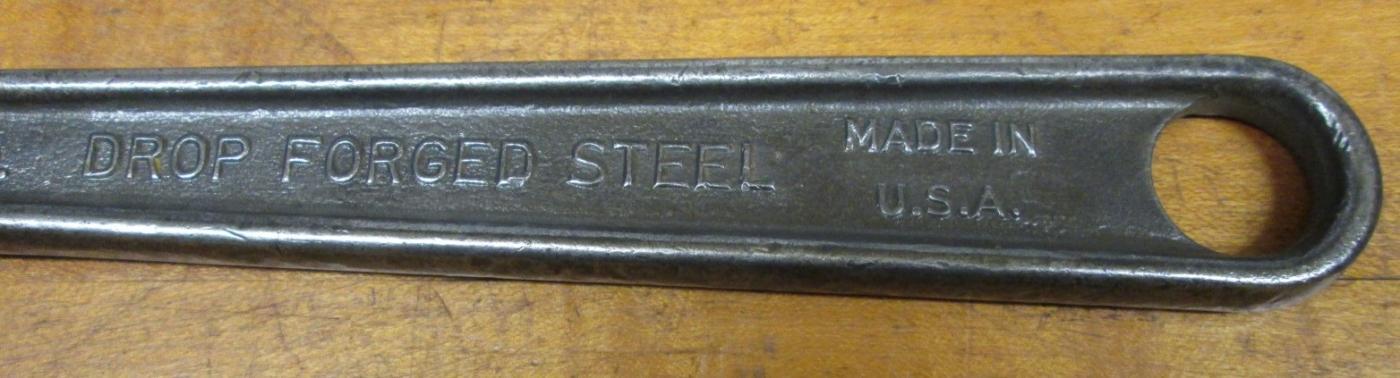 DROP FORGED STEEL
MADE IN
U.S.A.